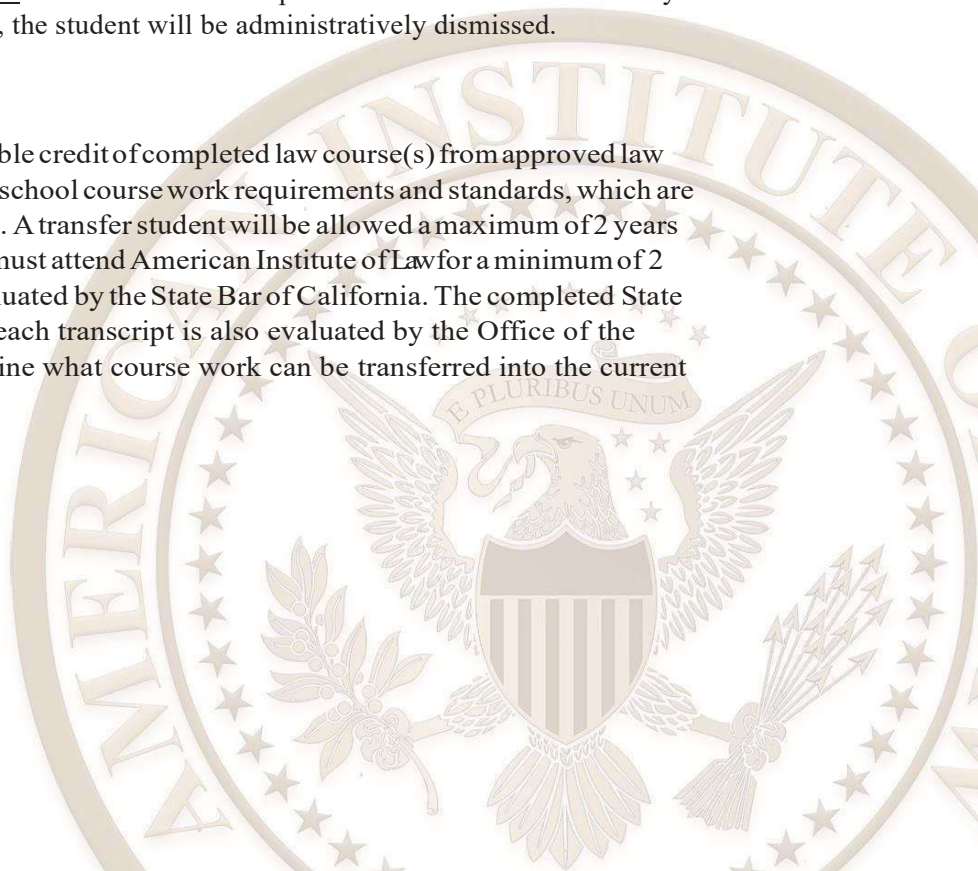 , the student will be administratively dismissed.
ble credit of completed law course(s) from approved law
school course work requirements and standards, which are
. A transfer student will be allowed a maximum of 2 years
must attend American Institute of Law for a minimum of 2
luated by the State Bar of California. The completed State
each transcript is also evaluated by the Office of the
ine what course work can be transferred into the current
AMERICAN INSTITUTE
E PLURIBUS UNUM